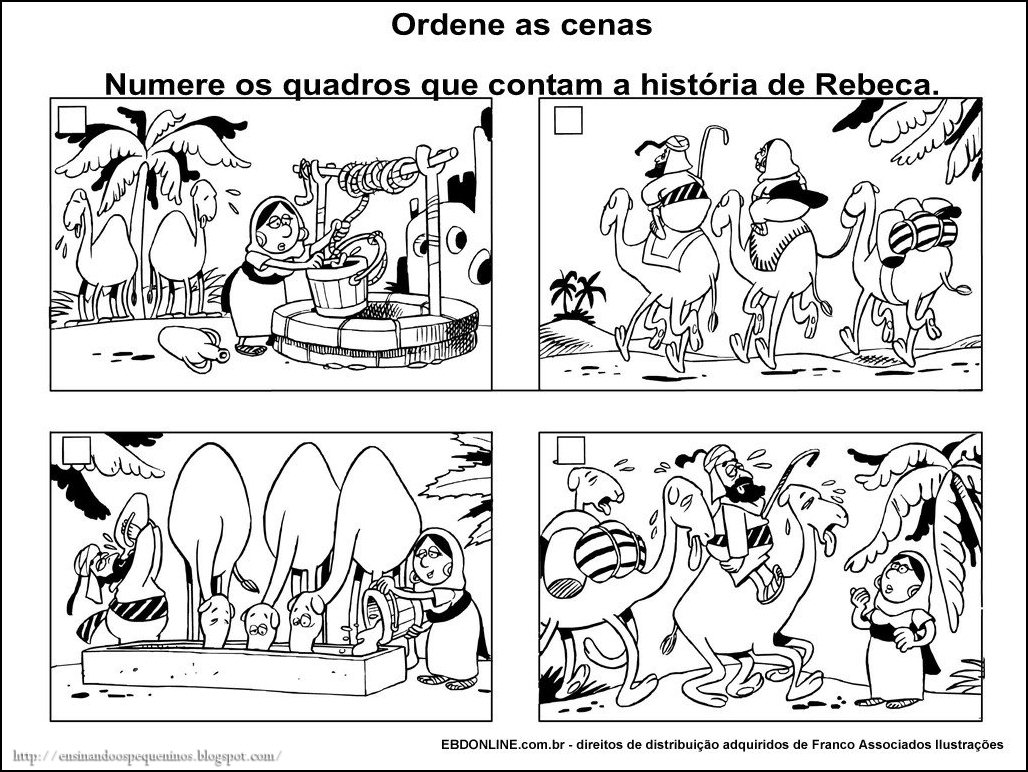 Ordene as cenas
Numere os quadros que contam a história de Rebeca.
EBDONLINE.com.br - direitos de distribuição adquiridos de Franco Associados Ilustrações
http://ensinandoospequeninos.blogspot.com/